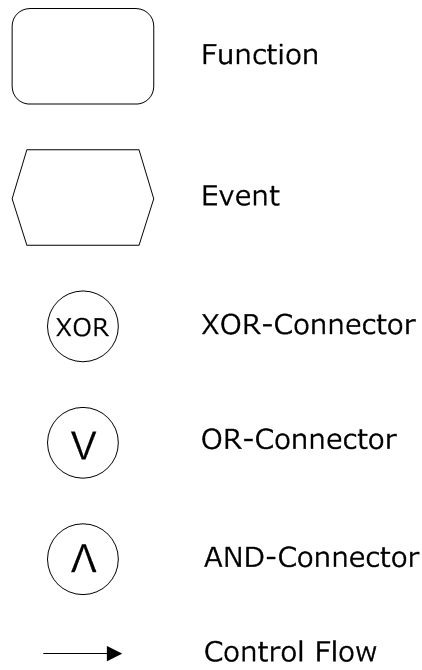 Function
Event
XOR XOR-Connector
V OR-Connector
Λ AND-Connector
Control Flow